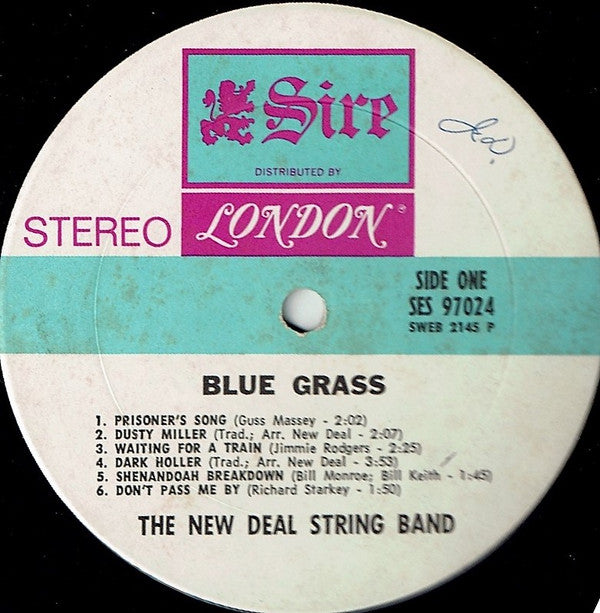 Sire
DISTRIBUTED BY
LONDON®
STEREO
SIDE ONE
SES 97024
SWEB 2145 P
BLUE GRASS
1. PRISONER'S SONG (Guss Massey - 2:02)
2. DUSTY MILLER (Trad.; Arr. New Deal - 2:07)
3. WAITING FOR A TRAIN (Jimmie Rodgers - 2:25)
4. DARK HOLLER (Trad.; Arr. New Deal - 3:53)
5. SHENANDOAH BREAKDOWN (Bill Monroe; Bill Keith - 1:45)
6. DON'T PASS ME BY (Richard Starkey - 1:50)
THE NEW DEAL STRING BAND